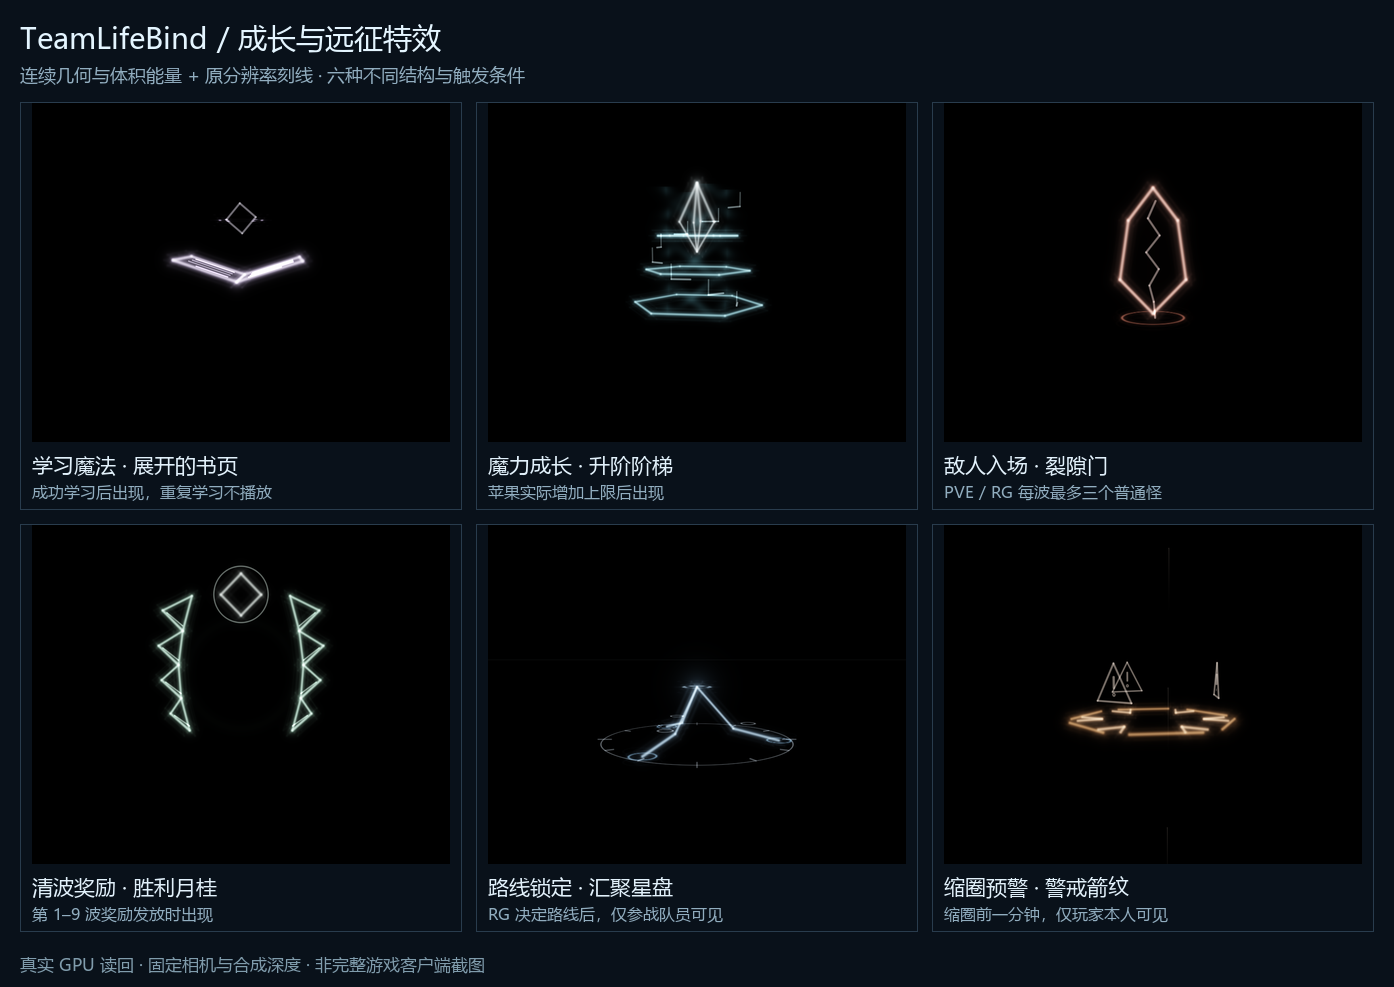 TeamLifeBind / 成长与远征特效
连续几何与体积能量 + 原分辨率刻线 · 六种不同结构与触发条件
学习魔法 · 展开的书页
成功学习后出现，重复学习不播放
魔力成长 · 升阶阶梯
苹果实际增加上限后出现
敌人入场 · 裂隙门
PVE / RG 每波最多三个普通怪
清波奖励 · 胜利月桂
第 1–9 波奖励发放时出现
路线锁定 · 汇聚星盘
RG 决定路线后，仅参战队员可见
缩圈预警 · 警戒箭纹
缩圈前一分钟，仅玩家本人可见
真实 GPU 读回 · 固定相机与合成深度 · 非完整游戏客户端截图